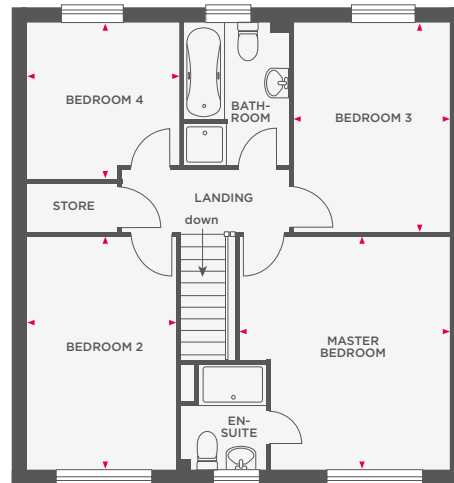 BEDROOM 4
BATH-
ROOM
BEDROOM 3
STORE
LANDING
down
BEDROOM 2
MASTER
BEDROOM
EN-
SUITE